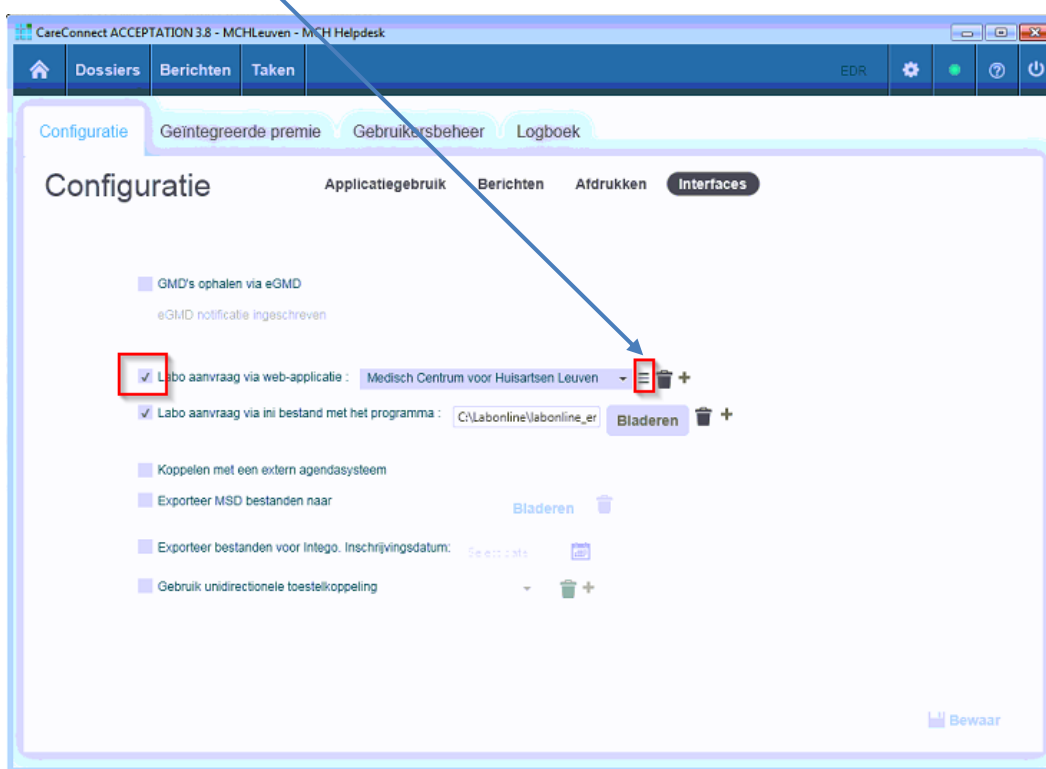 CareConnect ACCEPTATION 3.8 - MCHLeuven - MCH Helpdesk
Dossiers Berichten Taken EDR
Configuratie Geïntegreerde premie Gebruikersbeheer Logboek
Configuratie Applicatiegebruik Berichten Afdrukken Interfaces
GMD's ophalen via eGMD
eGMD notificatie ingeschreven
Labo aanvraag via web-applicatie : Medisch Centrum voor Huisartsen Leuven
Labo aanvraag via ini bestand met het programma : C:\Labonline\labonline_er Bladeren
Koppelen met een extern agendasysteem
Exporteer MSD bestanden naar Bladeren
Exporteer bestanden voor Intego. Inschrijvingsdatum: Select date
Gebruik unidirectionele toestelkoppeling
Bewaar